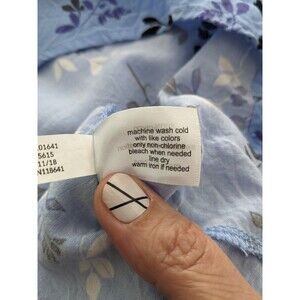 machine wash cold
with like colors
only non-chlorine
bleach when needed
line dry
warm iron if needed
01641
5615
11/18
N118641